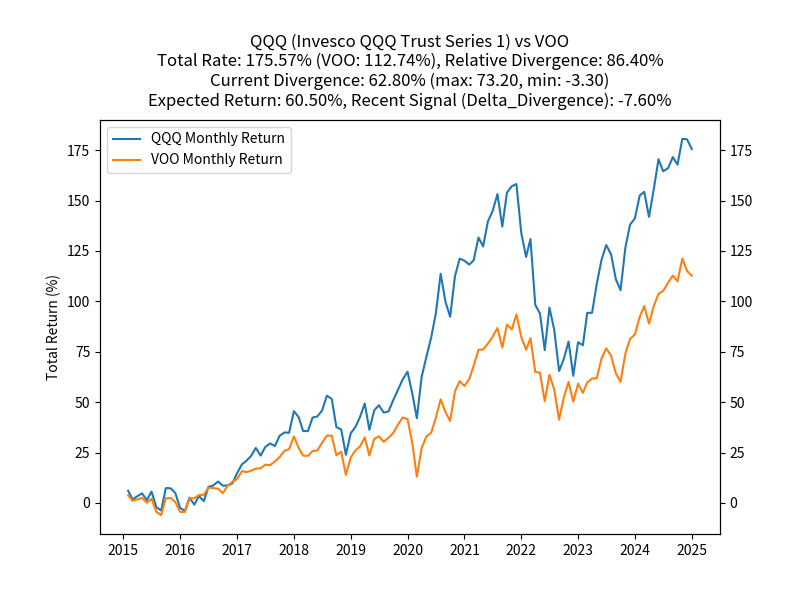 QQQ (Invesco QQQ Trust Series 1) vs VOO
Total Rate: 175.57% (VOO: 112.74%), Relative Divergence: 86.40%
Current Divergence: 62.80% (max: 73.20, min: -3.30)
Expected Return: 60.50%, Recent Signal (Delta_Divergence): -7.60%
QQQ Monthly Return
VOO Monthly Return
Total Return (%)
175 175
150 150
125 125
100 100
75 75
50 50
25 25
0 0
2015 2016 2017 2018 2019 2020 2021 2022 2023 2024 2025